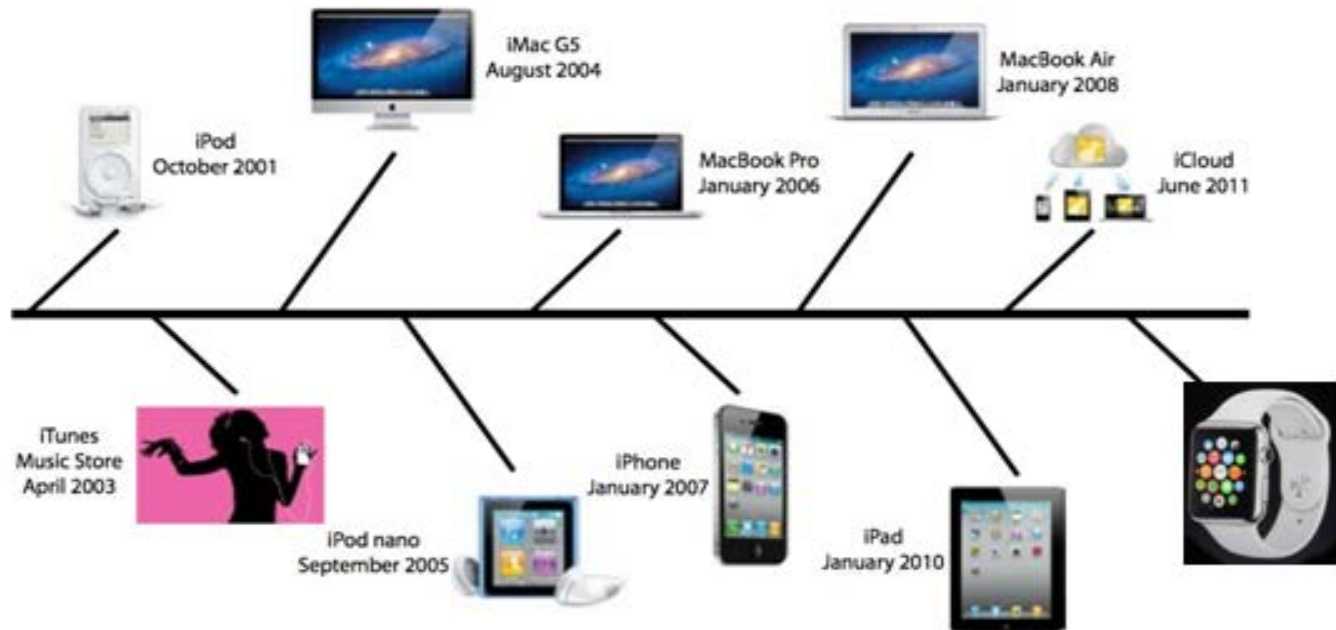 iPod
October 2001
iMac G5
August 2004
MacBook Pro
January 2006
MacBook Air
January 2008
iCloud
June 2011
iTunes
Music Store
April 2003
iPod nano
September 2005
iPhone
January 2007
iPad
January 2010